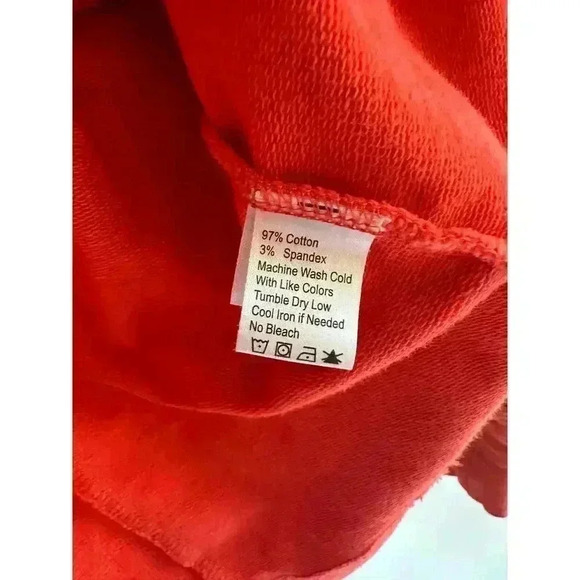 97% Cotton
3% Spandex
Machine Wash Cold
With Like Colors
Tumble Dry Low
Cool Iron if Needed
No Bleach